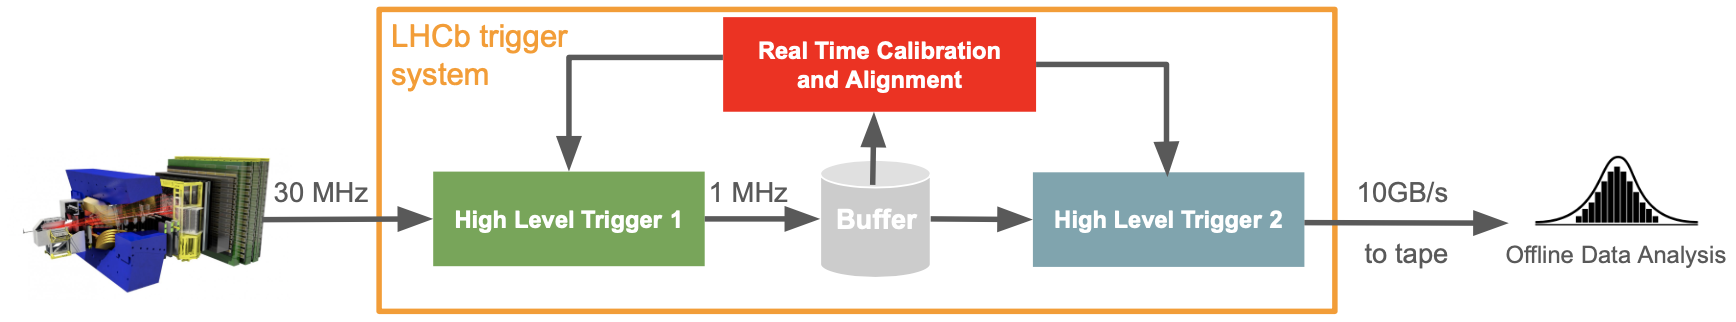 LHCb trigger
system
Real Time Calibration
and Alignment
30 MHz
High Level Trigger 1
1 MHz
Buffer
High Level Trigger 2
10GB/s
to tape
Offline Data Analysis